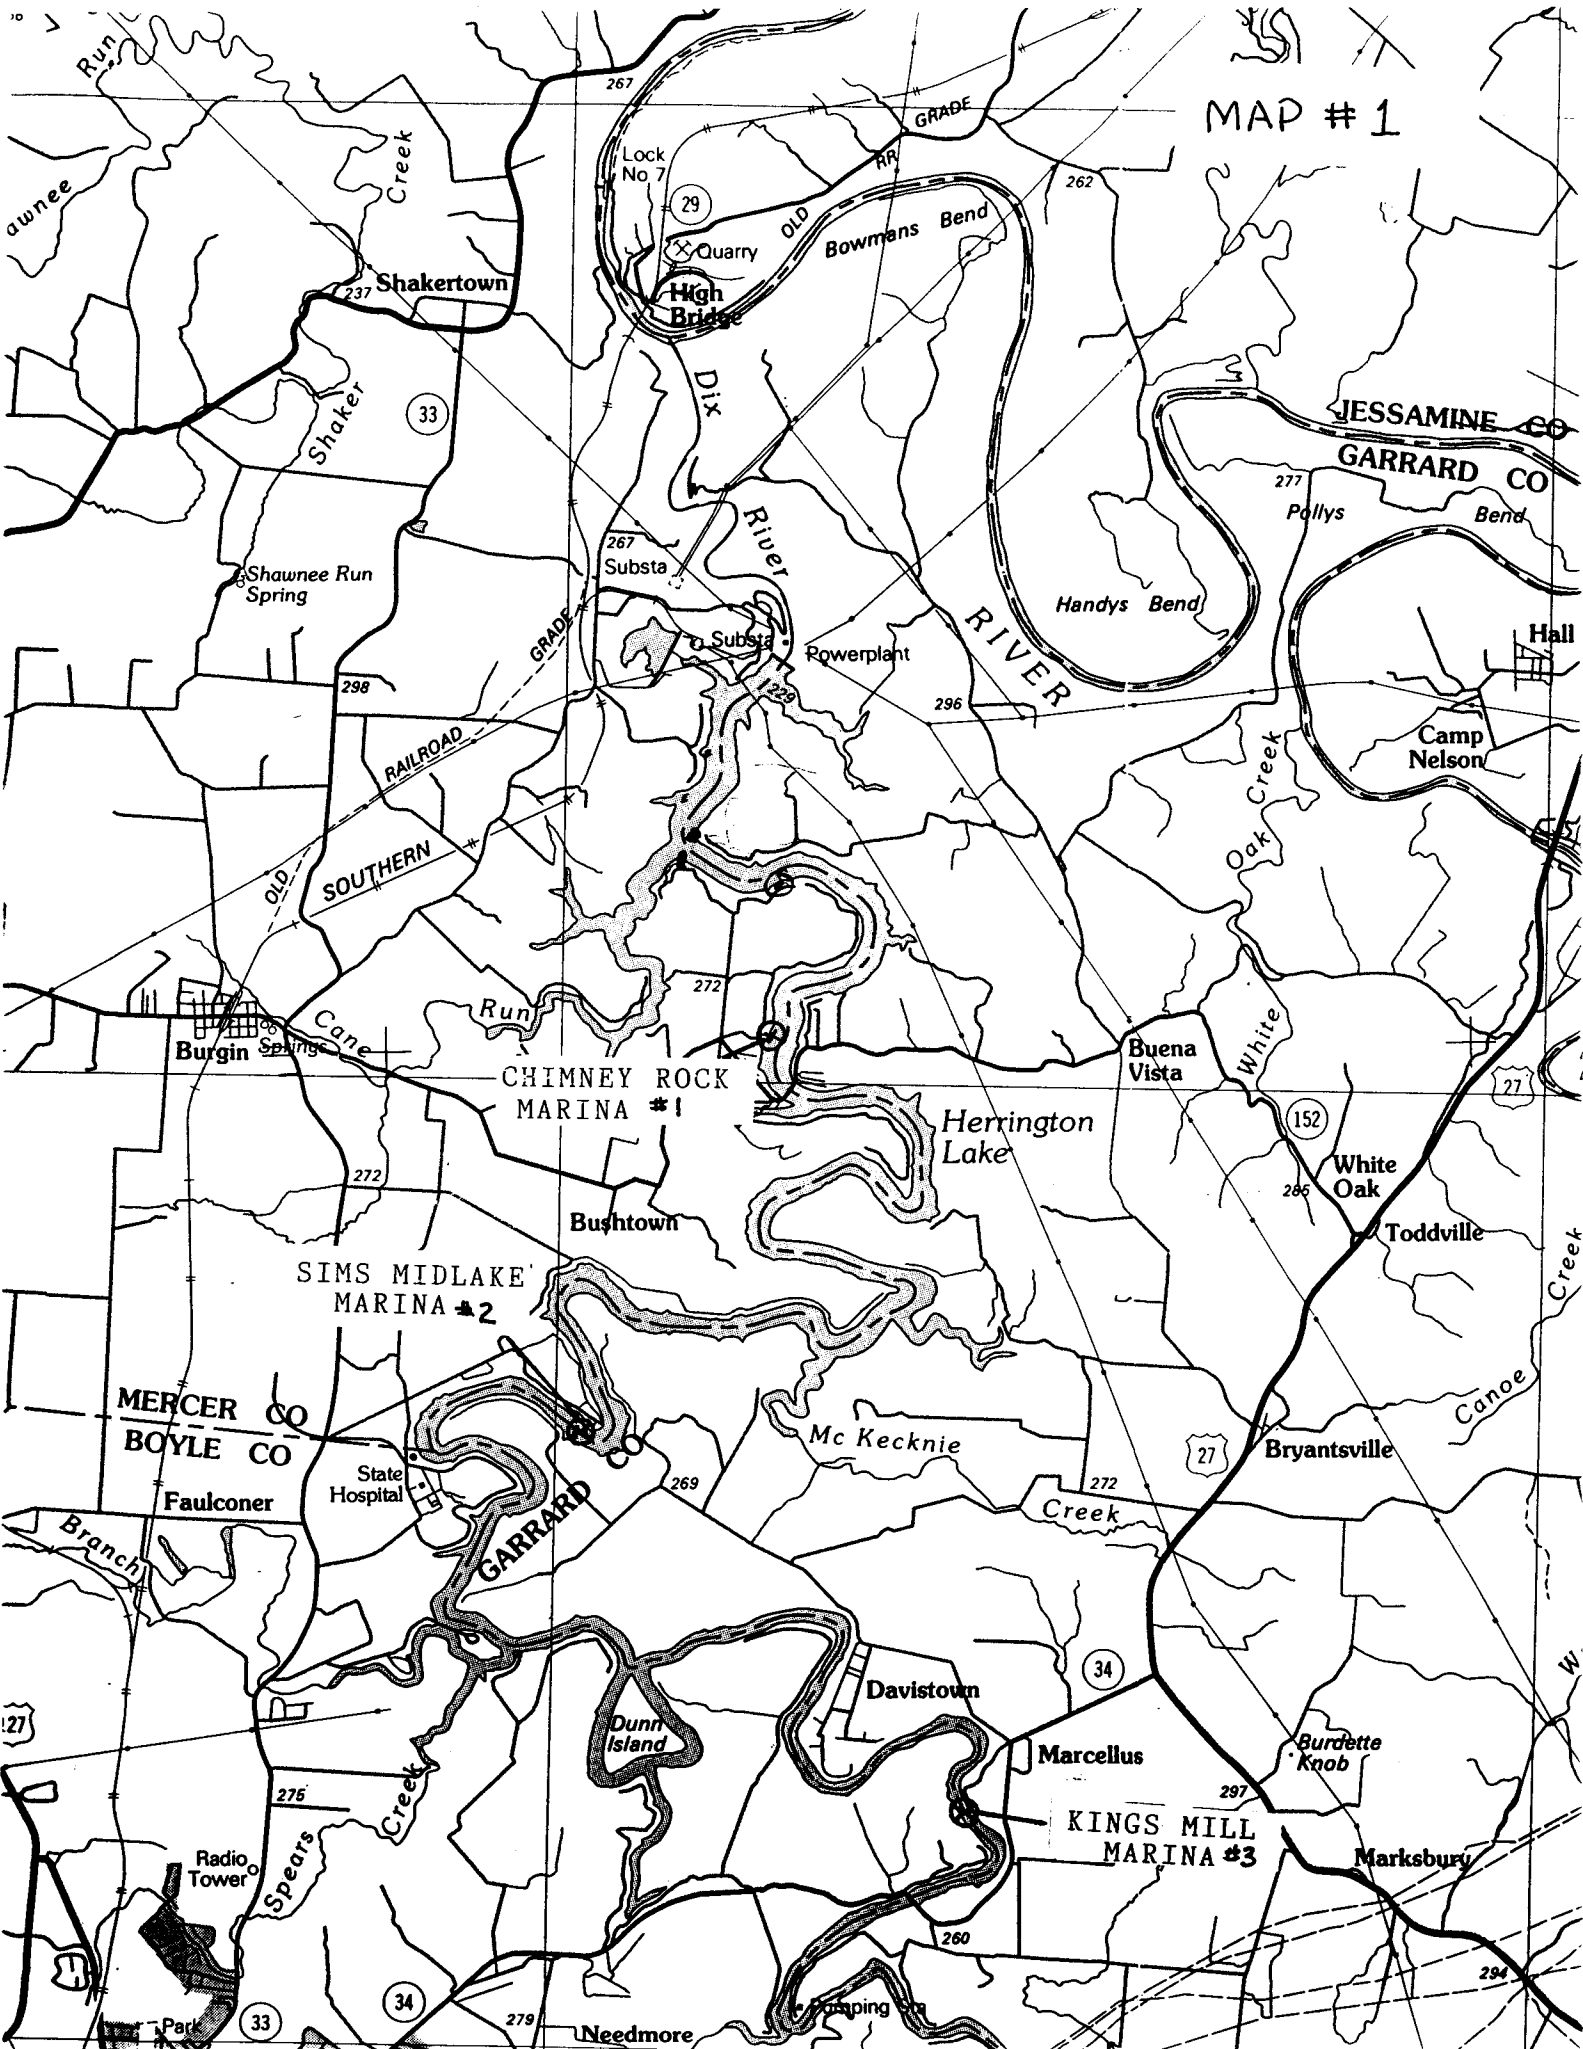 Run
MAP # 1
267
GRADE
Creek
Lock
No 7
RR
awnee
262
29
OLD
Bowmans Bend
Quarry
Shakertown
237
High
Bridge
Dix
33
Shaker
JESSAMINE CO
GARRARD CO
277
Pollys Bend
River
267
Substa
Shawnee Run
Spring
Handys Bend
RIVER
GRADE
Substa
Powerplant
Hall
298
229
296
Camp
Nelson
RAILROAD
Oak Creek
SOUTHERN
OLD
272
Run
Cane
Burgin
Springs
White
Buena
Vista
CHIMNEY ROCK
MARINA #1
27
Herrington
Lake
152
White
Oak
285
272
Bushtown
Toddville
Creek
SIMS MIDLAKE
MARINA #2
MERCER CO
BOYLE CO
Canoe
Mc Kecknie
27
Bryantsville
State
Hospital
GARRARD CO
269
272
Faulconer
Creek
Branch
34
Davistown
27
Dunn
Island
Marcellus
Burdette
Knob
275
Creek
297
KINGS MILL
MARINA #3
Radio
Tower
Spears
Marksbury
260
294
34
33
Park
279
Needmore
Pumping Sta